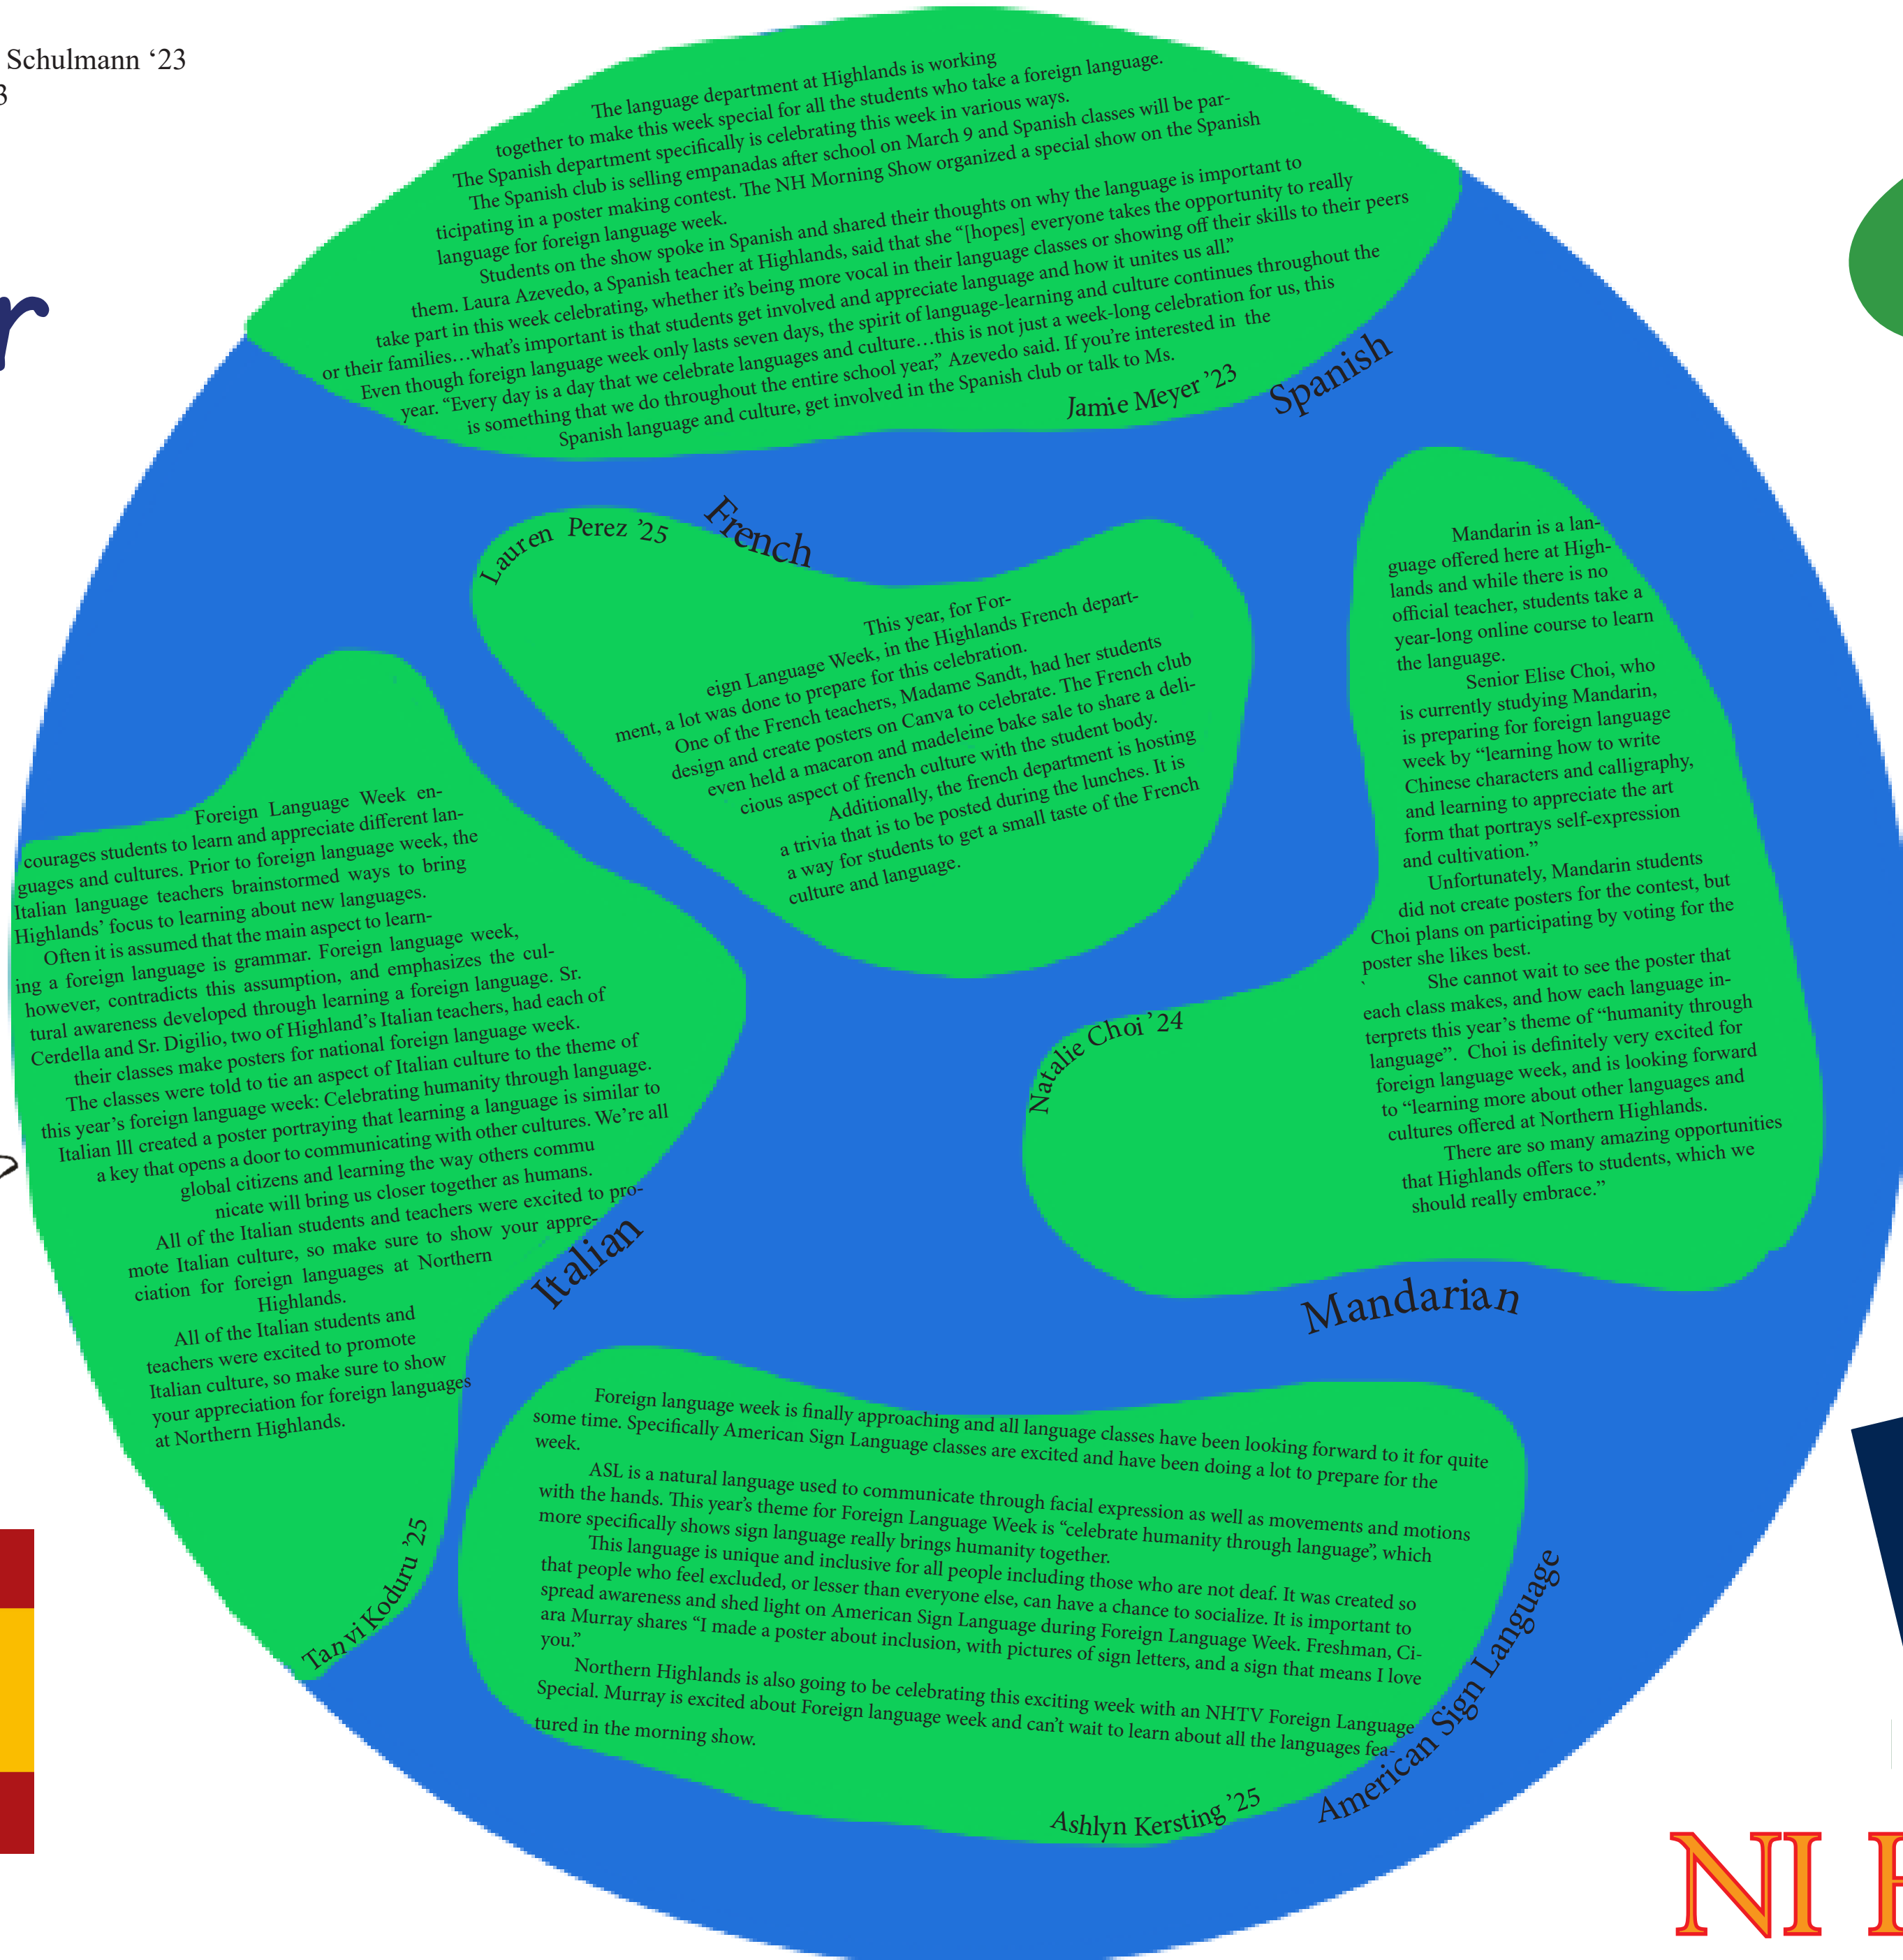 Schulmann ‘23
3
r
The language department at Highlands is working
together to make this week special for all the students who take a foreign language.
The Spanish department specifically is celebrating this week in various ways.
The Spanish club is selling empanadas after school on March 9 and Spanish classes will be par-
ticipating in a poster making contest. The NH Morning Show organized a special show on the Spanish
language for foreign language week.
Students on the show spoke in Spanish and shared their thoughts on why the language is important to
them. Laura Azevedo, a Spanish teacher at Highlands, said that she “[hopes] everyone takes the opportunity to really
take part in this week celebrating, whether it’s being more vocal in their language classes or showing off their skills to their peers
or their families…what’s important is that students get involved and appreciate language and how it unites us all.”
Even though foreign language week only lasts seven days, the spirit of language-learning and culture continues throughout the
year. “Every day is a day that we celebrate languages and culture…this is not just a week-long celebration for us, this
is something that we do throughout the entire school year,” Azevedo said. If you’re interested in the
Spanish language and culture, get involved in the Spanish club or talk to Ms.
Jamie Meyer ’23
Spanish
French
Lauren Perez ’25
This year, for For-
eign Language Week, in the Highlands French depart-
ment, a lot was done to prepare for this celebration.
One of the French teachers, Madame Sandt, had her students
design and create posters on Canva to celebrate. The French club
even held a macaron and madeleine bake sale to share a deli-
cious aspect of french culture with the student body.
Additionally, the french department is hosting
a trivia that is to be posted during the lunches. It is
a way for students to get a small taste of the French
culture and language.
Mandarin is a lan-
guage offered here at High-
lands and while there is no
official teacher, students take a
year-long online course to learn
the language.
Senior Elise Choi, who
is currently studying Mandarin,
is preparing for foreign language
week by “learning how to write
Chinese characters and calligraphy,
and learning to appreciate the art
form that portrays self-expression
and cultivation.”
Unfortunately, Mandarin students
did not create posters for the contest, but
Choi plans on participating by voting for the
poster she likes best.
` She cannot wait to see the poster that
each class makes, and how each language in-
terprets this year’s theme of “humanity through
language”. Choi is definitely very excited for
foreign language week, and is looking forward
to “learning more about other languages and
cultures offered at Northern Highlands.
There are so many amazing opportunities
that Highlands offers to students, which we
should really embrace.”
Natalie Choi ’24
Mandarian
Foreign Language Week en-
courages students to learn and appreciate different lan-
guages and cultures. Prior to foreign language week, the
Italian language teachers brainstormed ways to bring
Highlands’ focus to learning about new languages.
Often it is assumed that the main aspect to learn-
ing a foreign language is grammar. Foreign language week,
however, contradicts this assumption, and emphasizes the cul-
tural awareness developed through learning a foreign language. Sr.
Cerdella and Sr. Digilio, two of Highland’s Italian teachers, had each of
their classes make posters for national foreign language week.
The classes were told to tie an aspect of Italian culture to the theme of
this year’s foreign language week: Celebrating humanity through language.
Italian lll created a poster portraying that learning a language is similar to
a key that opens a door to communicating with other cultures. We’re all
global citizens and learning the way others commu
nicate will bring us closer together as humans.
All of the Italian students and teachers were excited to pro-
mote Italian culture, so make sure to show your appre-
ciation for foreign languages at Northern
Highlands.
All of the Italian students and
teachers were excited to promote
Italian culture, so make sure to show
your appreciation for foreign languages
at Northern Highlands.
Tanvi Koduru ’25
Italian
Foreign language week is finally approaching and all language classes have been looking forward to it for quite
some time. Specifically American Sign Language classes are excited and have been doing a lot to prepare for the
week.
ASL is a natural language used to communicate through facial expression as well as movements and motions
with the hands. This year’s theme for Foreign Language Week is “celebrate humanity through language”, which
more specifically shows sign language really brings humanity together.
This language is unique and inclusive for all people including those who are not deaf. It was created so
that people who feel excluded, or lesser than everyone else, can have a chance to socialize. It is important to
spread awareness and shed light on American Sign Language during Foreign Language Week. Freshman, Ci-
ara Murray shares “I made a poster about inclusion, with pictures of sign letters, and a sign that means I love
you.”
Northern Highlands is also going to be celebrating this exciting week with an NHTV Foreign Language
Special. Murray is excited about Foreign language week and can’t wait to learn about all the languages fea-
tured in the morning show.
Ashlyn Kersting ’25
American Sign Language
NI